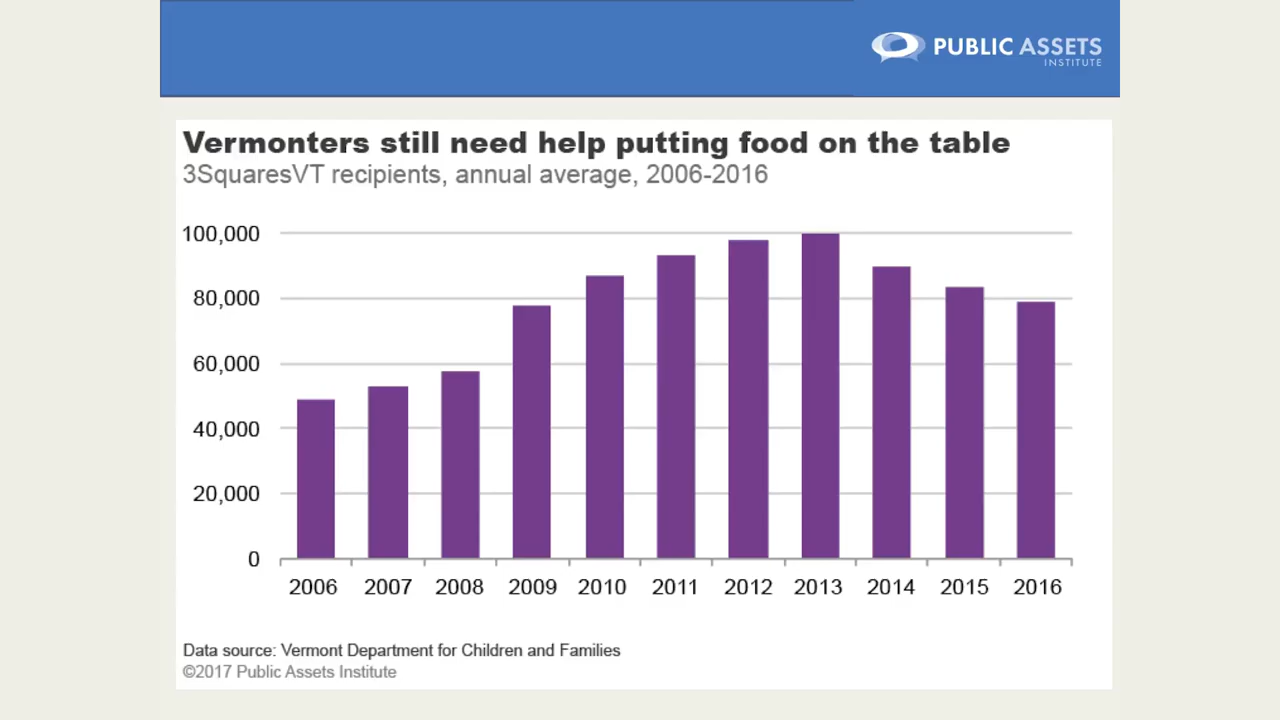 PUBLIC ASSETS
INSTITUTE
Vermonters still need help putting food on the table
3SquaresVT recipients, annual average, 2006-2016
100,000
80,000
60,000
40,000
20,000
0
2006 2007 2008 2009 2010 2011 2012 2013 2014 2015 2016
Data source: Vermont Department for Children and Families
©2017 Public Assets Institute